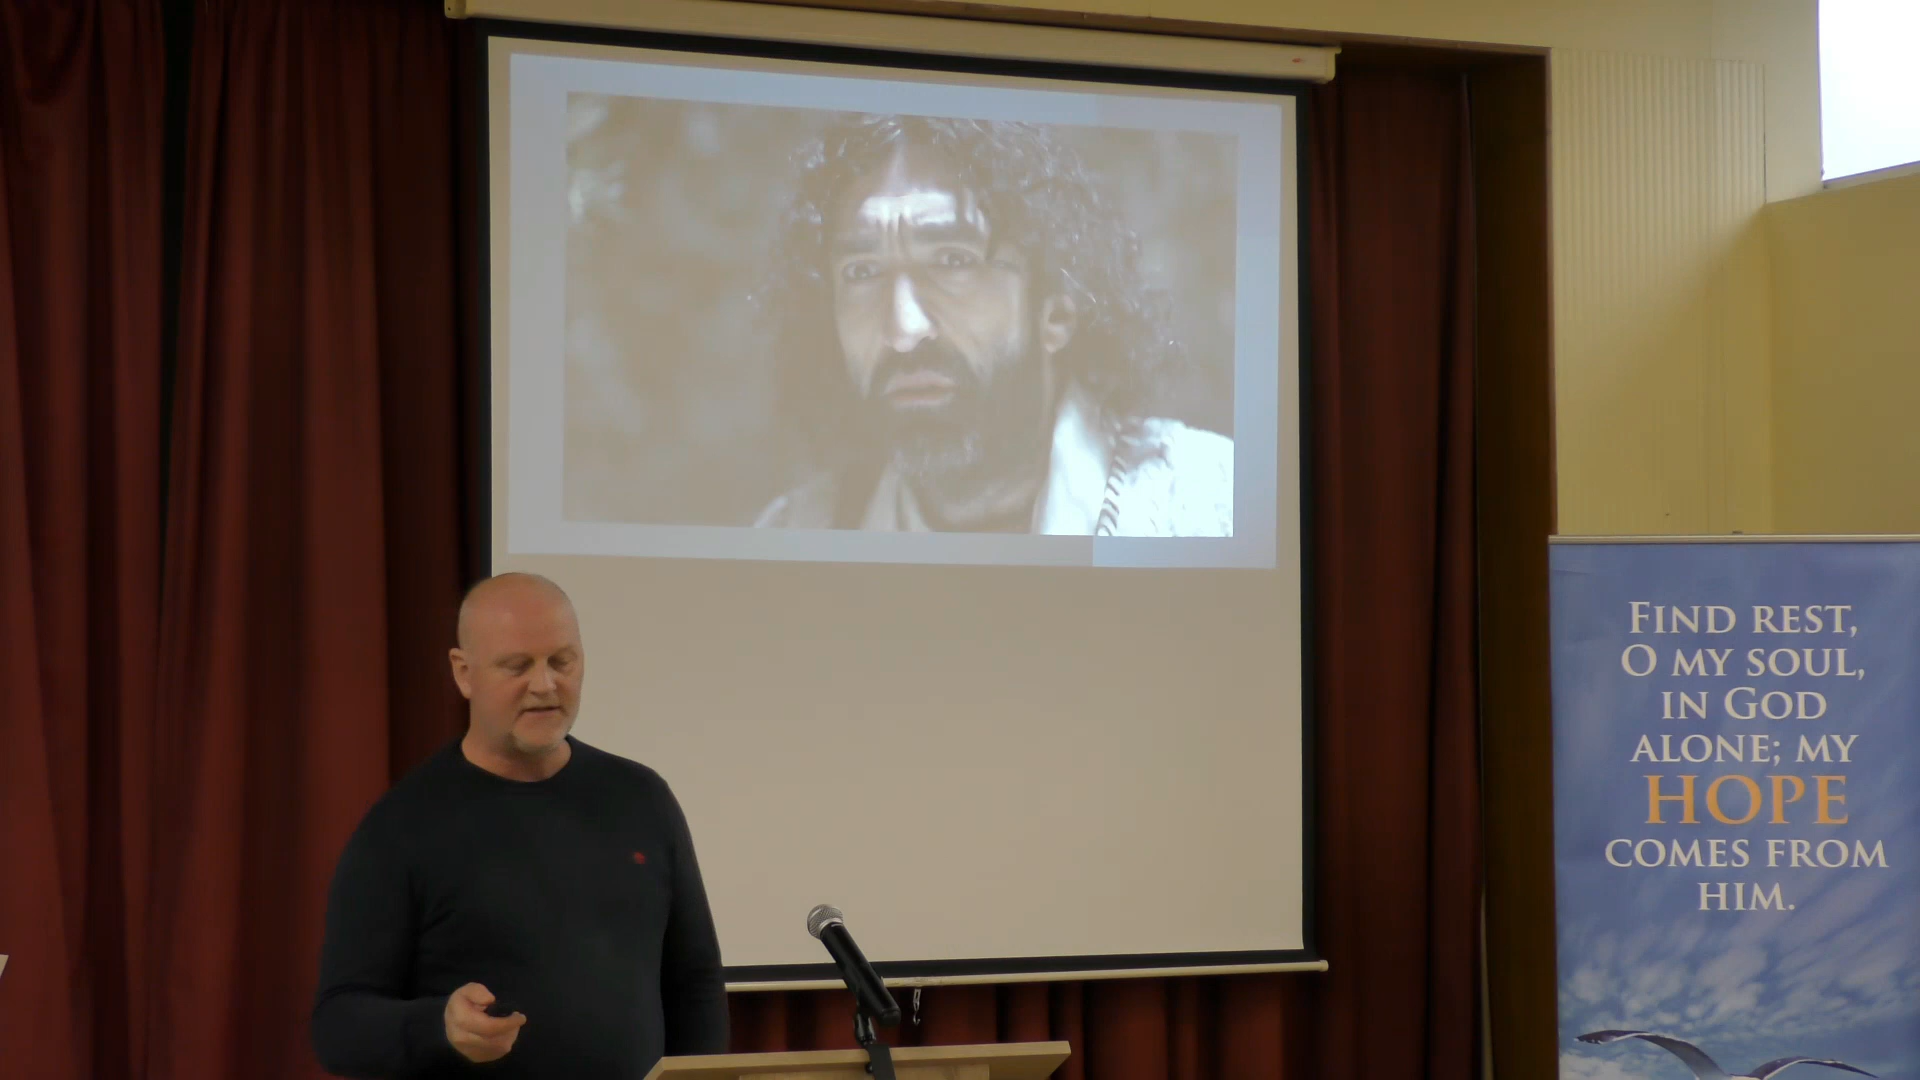 FIND REST,
O MY SOUL,
IN GOD
ALONE; MY
HOPE
COMES FROM
HIM.